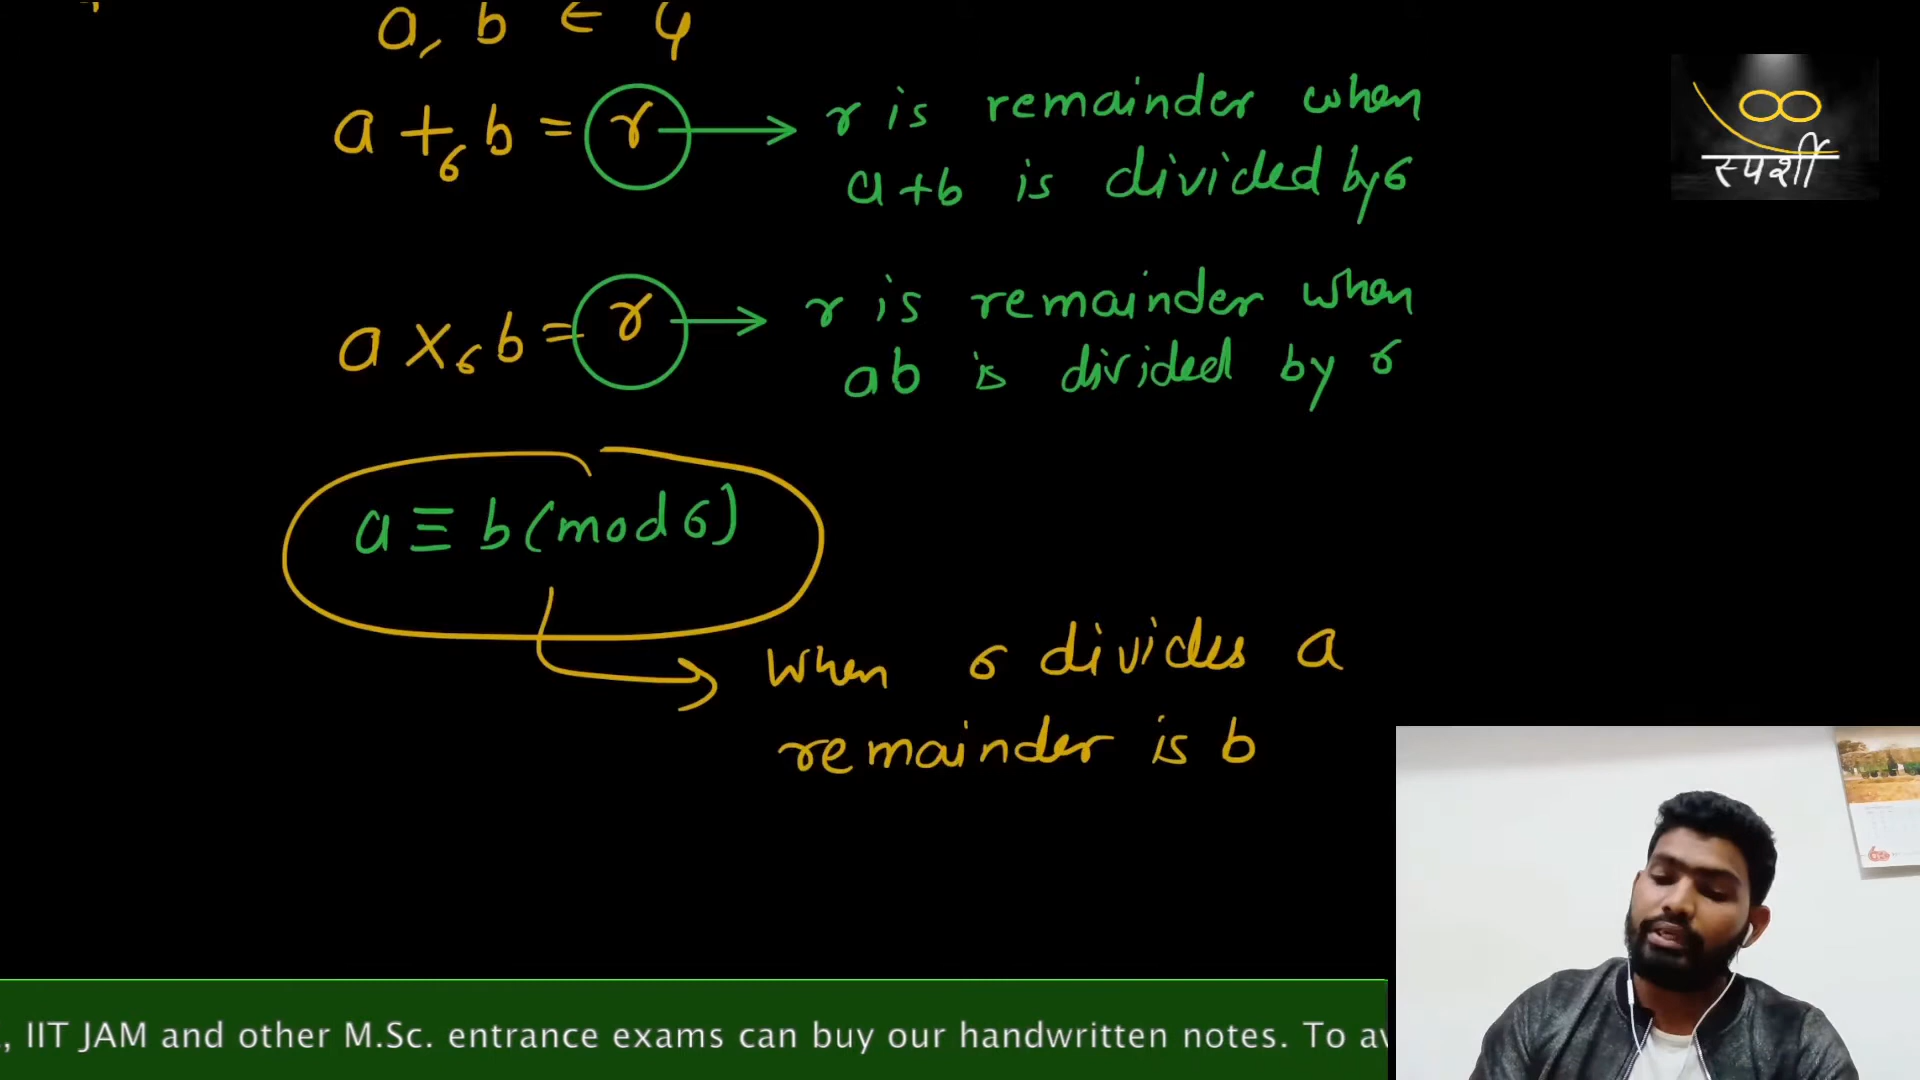 a, b ∈ G
a +₆ b = r → r is remainder when
a+b is divided by 6
a ×₆ b = r → r is remainder when
ab is divided by 6
a ≡ b (mod 6)
When 6 divides a
remainder is b
स्पर्शी
, IIT JAM and other M.Sc. entrance exams can buy our handwritten notes. To av